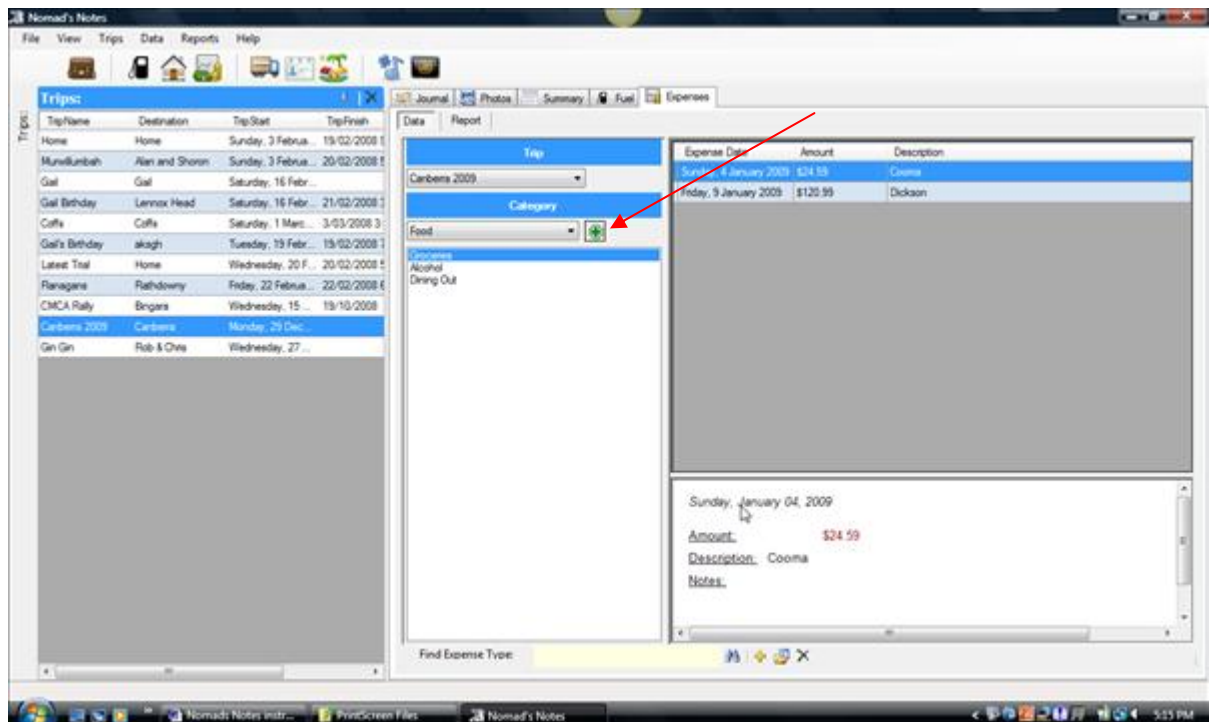 Nomad's Notes
File View Trips Data Reports Help
Trips:
Trips:
TripName Destination TripStart TripFinish
Home Home Sunday, 3 Februa... 19/02/2008
Murwillumbah Alan and Sharon Sunday, 3 Februa... 20/02/2008
Gail Gail Saturday, 16 Febr...
Gail Birthday Lennox Head Saturday, 16 Febr... 21/02/2008
Coffs Coffs Saturday, 1 Marc... 3/03/2008 3
Gail's Birthday Tuesday, 19 Febr... 19/02/2008
Latest Trial Home Wednesday, 20 F... 20/02/2008
Flanagans Rathdowny Friday, 22 Februa... 22/02/2008
CMCA Rally Bingara Wednesday, 15 ... 19/10/2008
Canberra 2009 Canberra Monday, 29 Dec...
Gin Gin Rob & Chris Wednesday, 27 ...
Journal Photos Summary Fuel Expenses
Data Report
Trip
Canberra 2009
Category
Food
Groceries
Alcohol
Dining Out
Expense Date Amount Description
Sunday, 4 January 2009 $24.59 Cooma
Friday, 9 January 2009 $120.99 Dickson
Sunday, January 04, 2009
Amount: $24.59
Description: Cooma
Notes:
Find Expense Type:
Nomads Notes instr... PrintScreen Files Nomad's Notes 5:15 PM